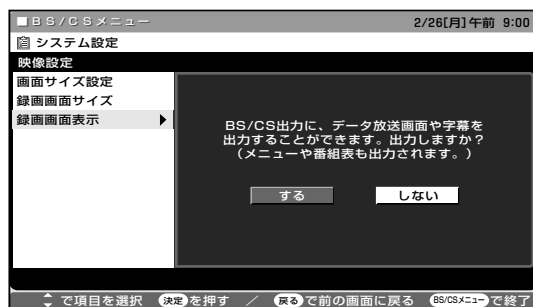 ■BS/CSメニュー 2/26[月]午前 9:00
システム設定
映像設定
画面サイズ設定
録画画面サイズ
録画画面表示 ▶
BS/CS出力に、データ放送画面や字幕を
出力することができます。出力しますか?
(メニューや番組表も出力されます。)
する しない
で項目を選択 決定を押す / 戻るで前の画面に戻る BS/CSメニューで終了